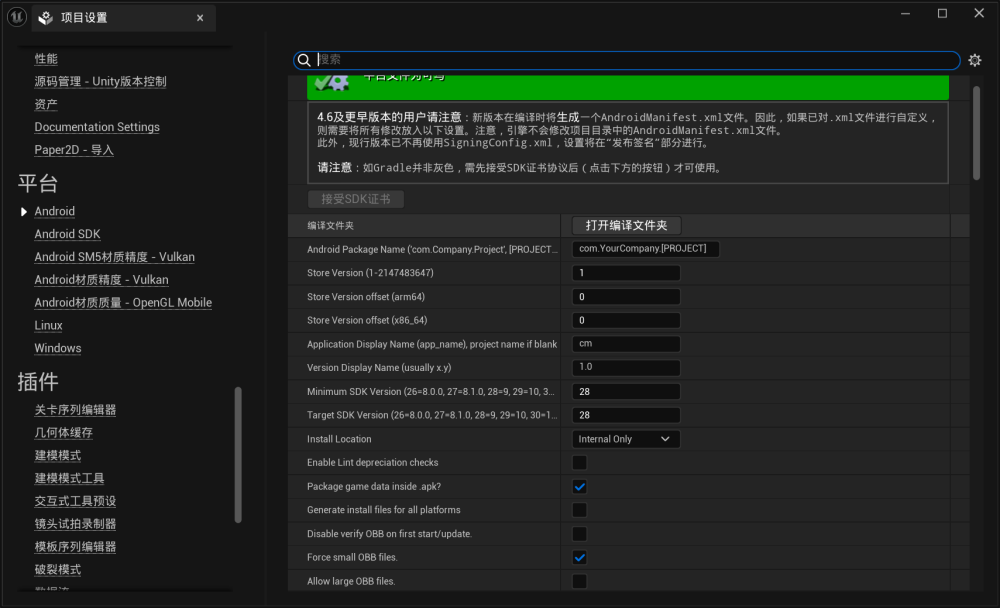 项目设置
性能
源码管理 - Unity版本控制
资产
Documentation Settings
Paper2D - 导入
平台
Android
Android SDK
Android SM5材质精度 - Vulkan
Android材质精度 - Vulkan
Android材质质量 - OpenGL Mobile
Linux
Windows
插件
关卡序列编辑器
几何体缓存
建模模式
建模模式工具
交互式工具预设
镜头试拍录制器
模板序列编辑器
破裂模式
搜索
平台文件为可写
4.6及更早版本的用户请注意：新版本在编译时将生成一个AndroidManifest.xml文件。因此，如果已对.xml文件进行自定义，
则需要将所有修改放入以下设置。注意，引擎不会修改项目目录中的AndroidManifest.xml文件。
此外，现行版本已不再使用SigningConfig.xml，设置将在“发布签名”部分进行。
请注意：如Gradle并非灰色，需先接受SDK证书协议后（点击下方的按钮）才可使用。
接受SDK证书
编译文件夹 打开编译文件夹
Android Package Name ('com.Company.Project', [PROJECT... com.YourCompany.[PROJECT]
Store Version (1-2147483647) 1
Store Version offset (arm64) 0
Store Version offset (x86_64) 0
Application Display Name (app_name), project name if blank cm
Version Display Name (usually x.y) 1.0
Minimum SDK Version (26=8.0.0, 27=8.1.0, 28=9, 29=10, 3... 28
Target SDK Version (26=8.0.0, 27=8.1.0, 28=9, 29=10, 30=1... 28
Install Location Internal Only
Enable Lint depreciation checks
Package game data inside .apk?
Generate install files for all platforms
Disable verify OBB on first start/update.
Force small OBB files.
Allow large OBB files.